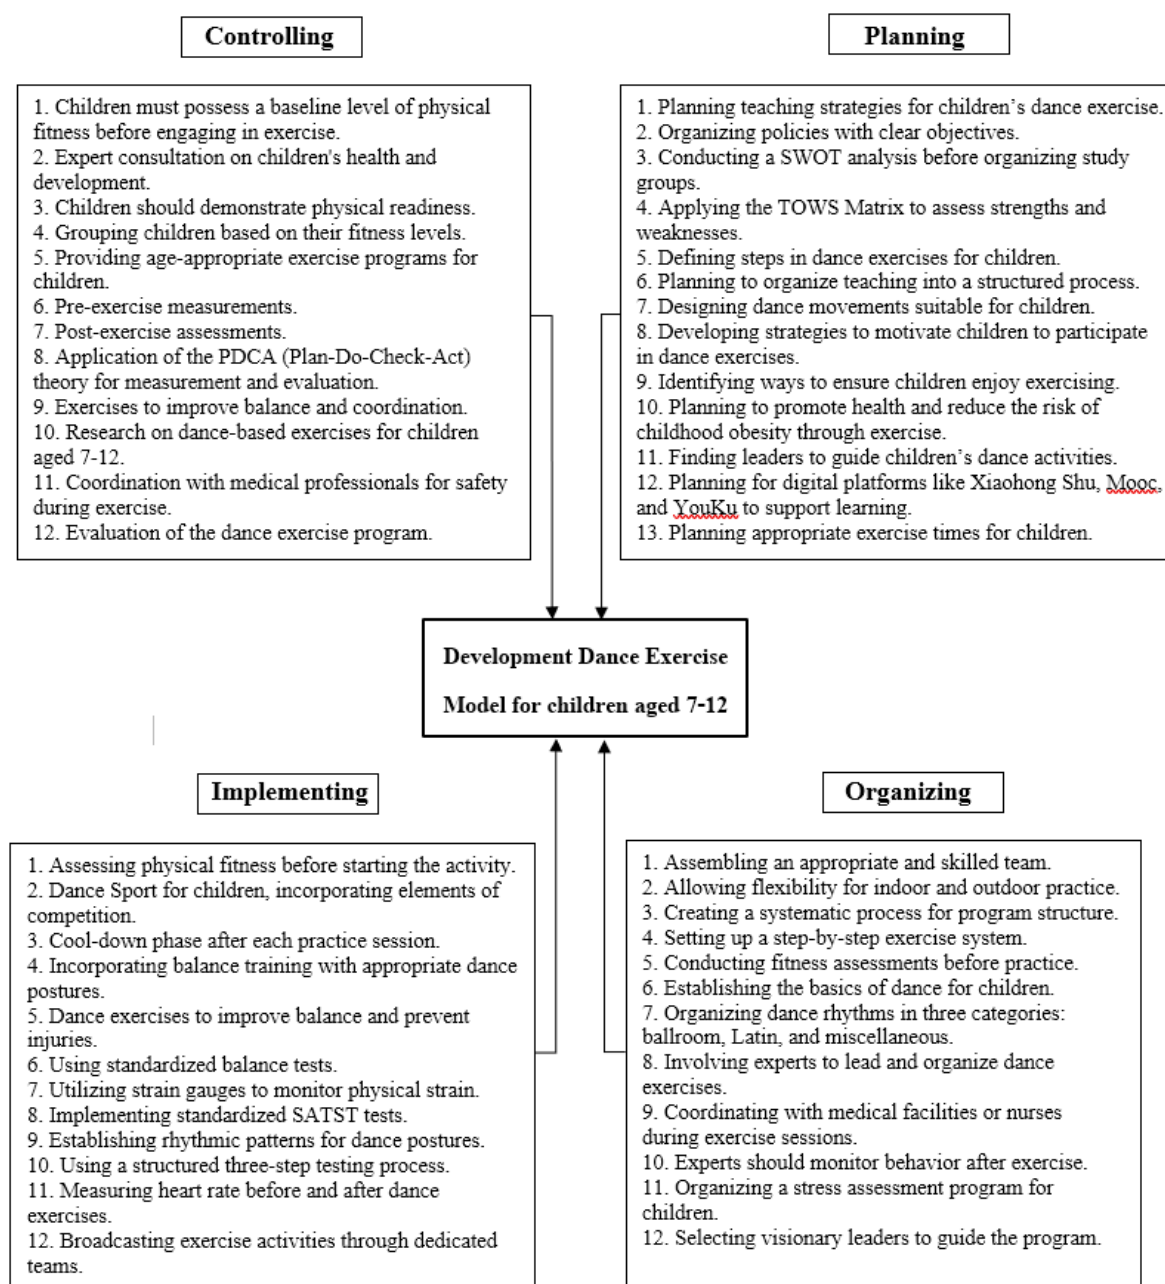 Controlling
1. Children must possess a baseline level of physical
fitness before engaging in exercise.
2. Expert consultation on children's health and
development.
3. Children should demonstrate physical readiness.
4. Grouping children based on their fitness levels.
5. Providing age-appropriate exercise programs for
children.
6. Pre-exercise measurements.
7. Post-exercise assessments.
8. Application of the PDCA (Plan-Do-Check-Act)
theory for measurement and evaluation.
9. Exercises to improve balance and coordination.
10. Research on dance-based exercises for children
aged 7-12.
11. Coordination with medical professionals for safety
during exercise.
12. Evaluation of the dance exercise program.
Planning
1. Planning teaching strategies for children’s dance exercise.
2. Organizing policies with clear objectives.
3. Conducting a SWOT analysis before organizing study
groups.
4. Applying the TOWS Matrix to assess strengths and
weaknesses.
5. Defining steps in dance exercises for children.
6. Planning to organize teaching into a structured process.
7. Designing dance movements suitable for children.
8. Developing strategies to motivate children to participate
in dance exercises.
9. Identifying ways to ensure children enjoy exercising.
10. Planning to promote health and reduce the risk of
childhood obesity through exercise.
11. Finding leaders to guide children’s dance activities.
12. Planning for digital platforms like Xiaohong Shu, Mooc,
and YouKu to support learning.
13. Planning appropriate exercise times for children.
Development Dance Exercise
Model for children aged 7-12
Implementing
1. Assessing physical fitness before starting the activity.
2. Dance Sport for children, incorporating elements of
competition.
3. Cool-down phase after each practice session.
4. Incorporating balance training with appropriate dance
postures.
5. Dance exercises to improve balance and prevent
injuries.
6. Using standardized balance tests.
7. Utilizing strain gauges to monitor physical strain.
8. Implementing standardized SATST tests.
9. Establishing rhythmic patterns for dance postures.
10. Using a structured three-step testing process.
11. Measuring heart rate before and after dance
exercises.
12. Broadcasting exercise activities through dedicated
teams.
Organizing
1. Assembling an appropriate and skilled team.
2. Allowing flexibility for indoor and outdoor practice.
3. Creating a systematic process for program structure.
4. Setting up a step-by-step exercise system.
5. Conducting fitness assessments before practice.
6. Establishing the basics of dance for children.
7. Organizing dance rhythms in three categories:
ballroom, Latin, and miscellaneous.
8. Involving experts to lead and organize dance
exercises.
9. Coordinating with medical facilities or nurses
during exercise sessions.
10. Experts should monitor behavior after exercise.
11. Organizing a stress assessment program for
children.
12. Selecting visionary leaders to guide the program.